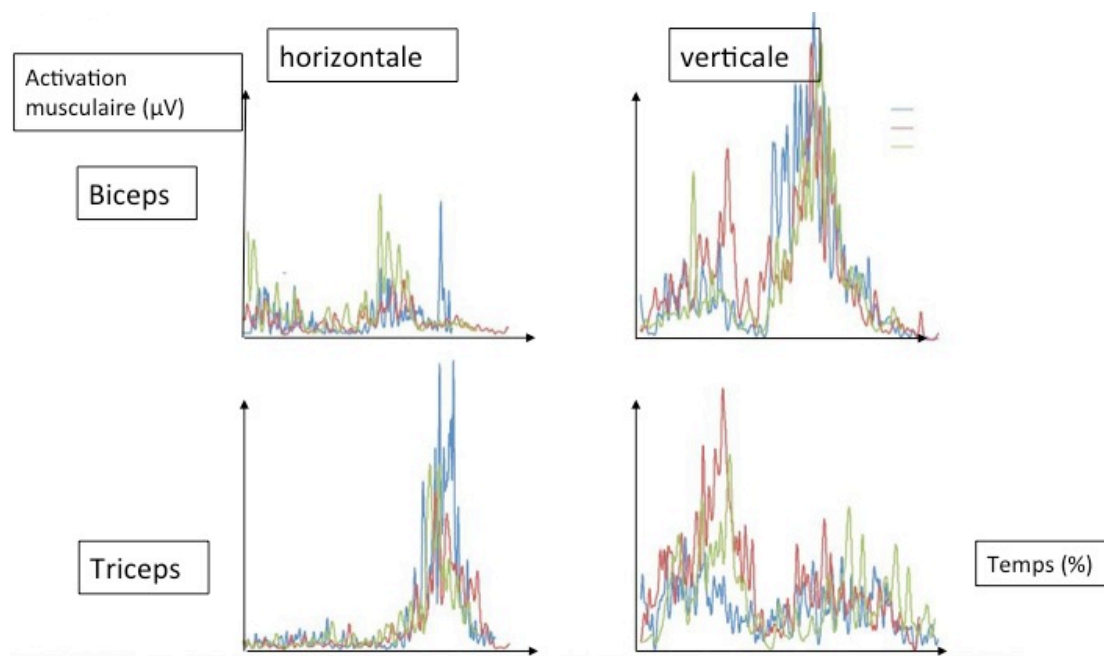 horizontale
verticale
Activation
musculaire (µV)
Biceps
Triceps
Temps (%)